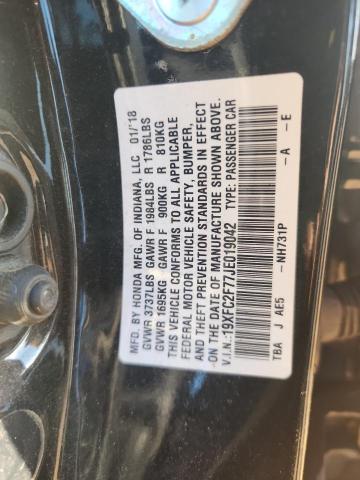 MFD. BY HONDA MFG. OF INDIANA, LLC 01/'18
GVWR 3737LBS GAWR F 1984LBS R 1786LBS
GVWR 1695KG GAWR F 900KG R 810KG
THIS VEHICLE CONFORMS TO ALL APPLICABLE
FEDERAL MOTOR VEHICLE SAFETY, BUMPER,
AND THEFT PREVENTION STANDARDS IN EFFECT
ON THE DATE OF MANUFACTURE SHOWN ABOVE.
V.I.N.:19XFC2F77JE019042 TYPE: PASSENGER CAR
TBA J AE5 -NH731P -A -E